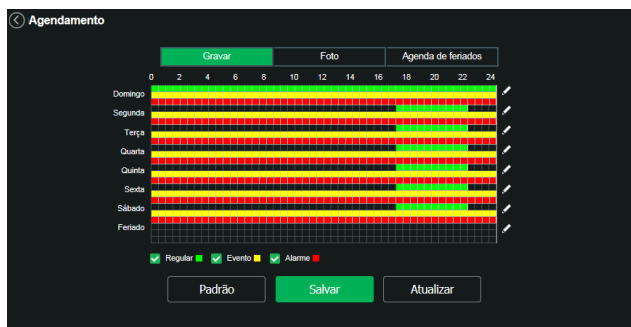 Agendamento
Gravar Foto Agenda de feriados
0 2 4 6 8 10 12 14 16 18 20 22 24
Domingo
Segunda
Terça
Quarta
Quinta
Sexta
Sábado
Feriado
Regular Evento Alarme
Padrão Salvar Atualizar